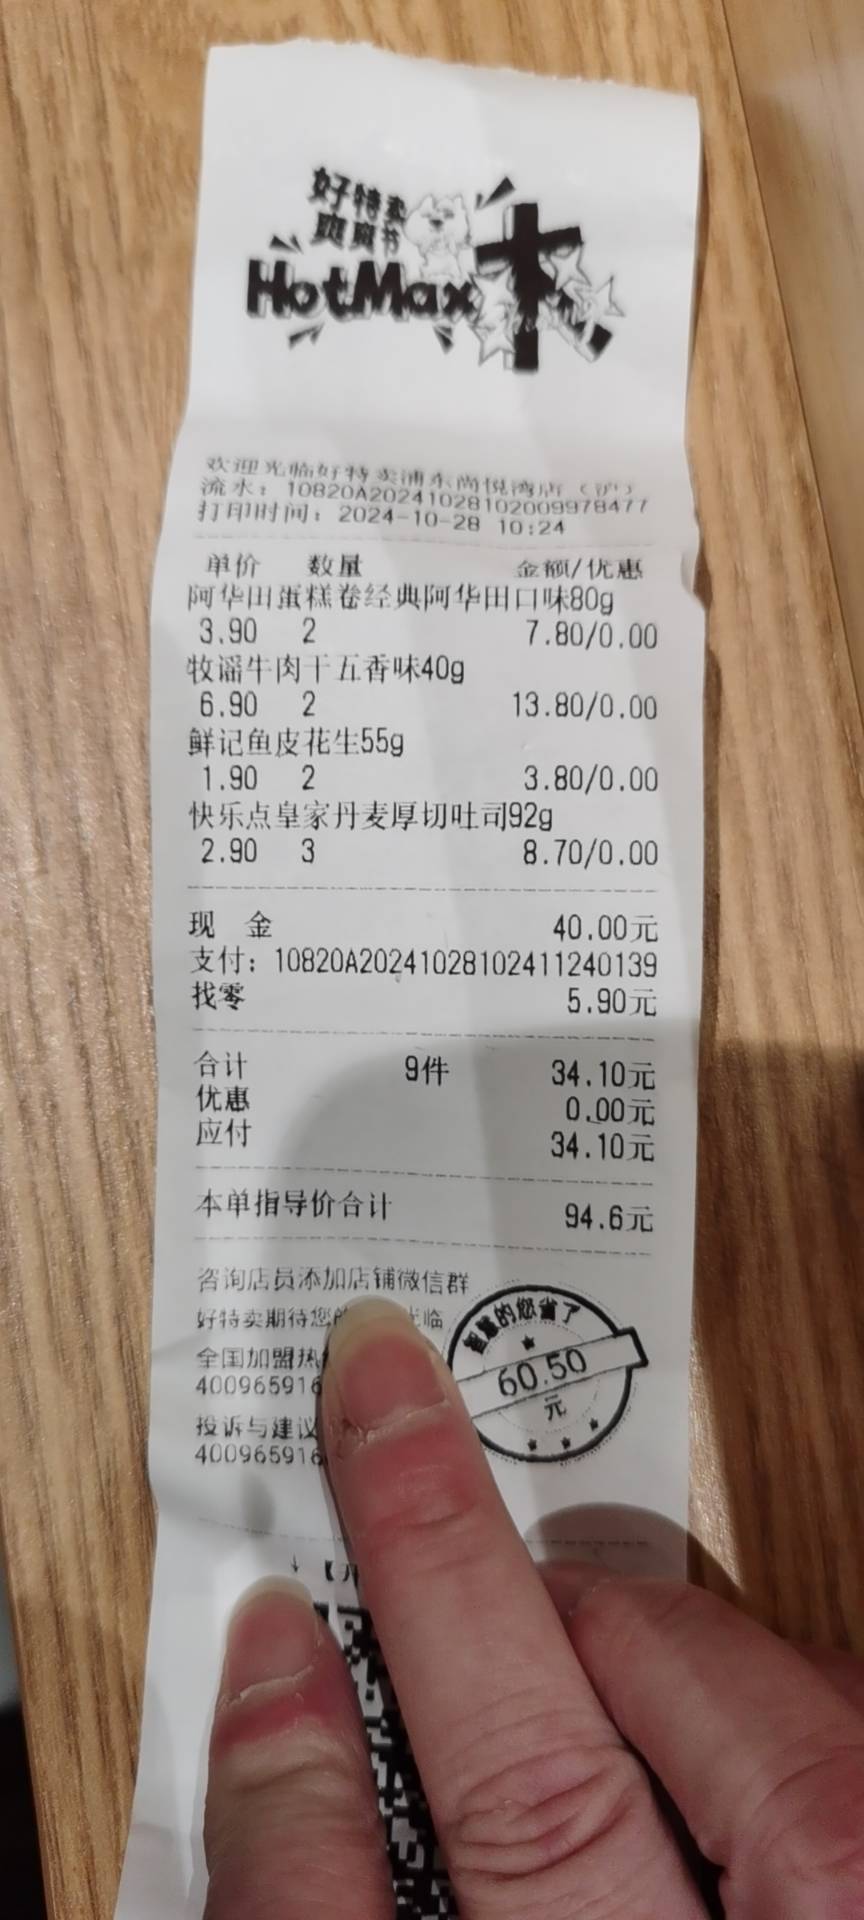 好特卖
爽爽节
HotMax
欢迎光临好特卖浦东尚悦湾店（沪）
流水：10820A20241028102009978477
打印时间：2024-10-28 10:24
单价 数量 金额/优惠
阿华田蛋糕卷经典阿华田口味80g
3.90 2 7.80/0.00
牧谣牛肉干五香味40g
6.90 2 13.80/0.00
鲜记鱼皮花生55g
1.90 2 3.80/0.00
快乐点皇家丹麦厚切吐司92g
2.90 3 8.70/0.00
现 金 40.00元
支付：10820A20241028102411240139
找零 5.90元
合计 9件 34.10元
优惠 0.00元
应付 34.10元
本单指导价合计 94.6元
咨询店员添加店铺微信群
好特卖期待您 光临
全国加盟热
400965916
投诉与建议
400965916
智慧的您省了
60.50
元
↓【开